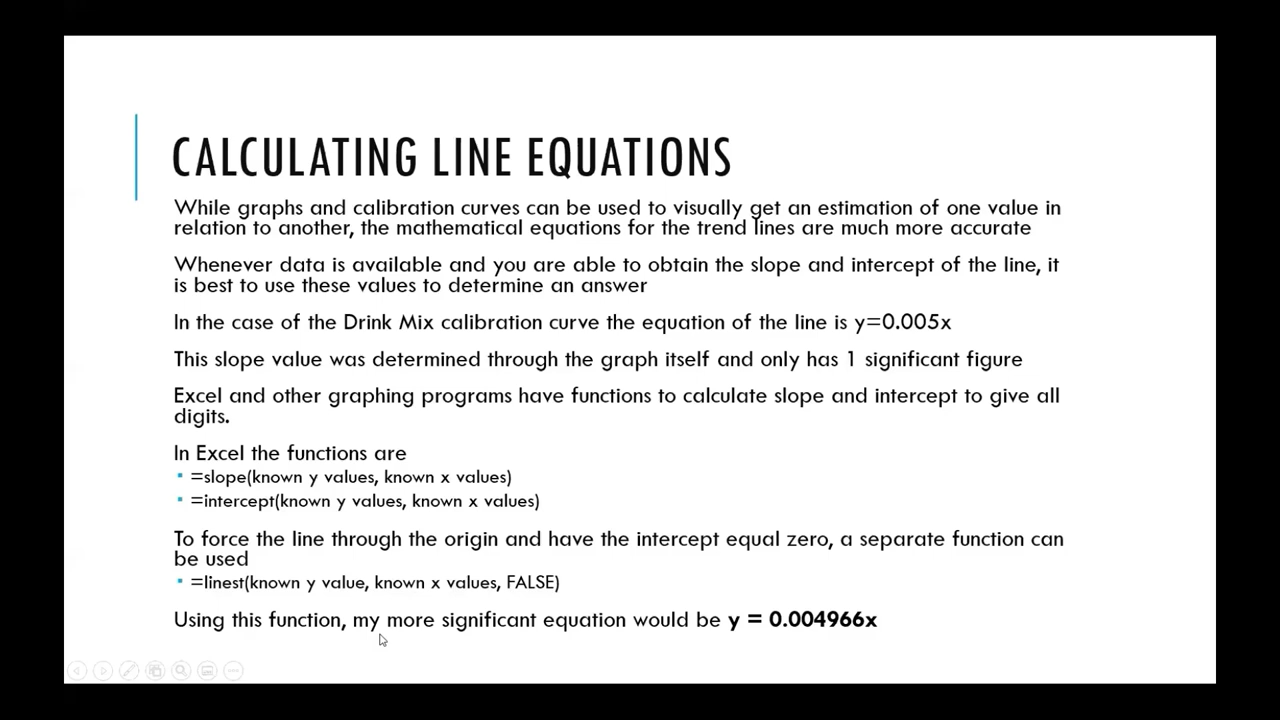 CALCULATING LINE EQUATIONS
While graphs and calibration curves can be used to visually get an estimation of one value in
relation to another, the mathematical equations for the trend lines are much more accurate
Whenever data is available and you are able to obtain the slope and intercept of the line, it
is best to use these values to determine an answer
In the case of the Drink Mix calibration curve the equation of the line is y=0.005x
This slope value was determined through the graph itself and only has 1 significant figure
Excel and other graphing programs have functions to calculate slope and intercept to give all
digits.
In Excel the functions are
▪ =slope(known y values, known x values)
▪ =intercept(known y values, known x values)
To force the line through the origin and have the intercept equal zero, a separate function can
be used
▪ =linest(known y value, known x values, FALSE)
Using this function, my more significant equation would be y = 0.004966x